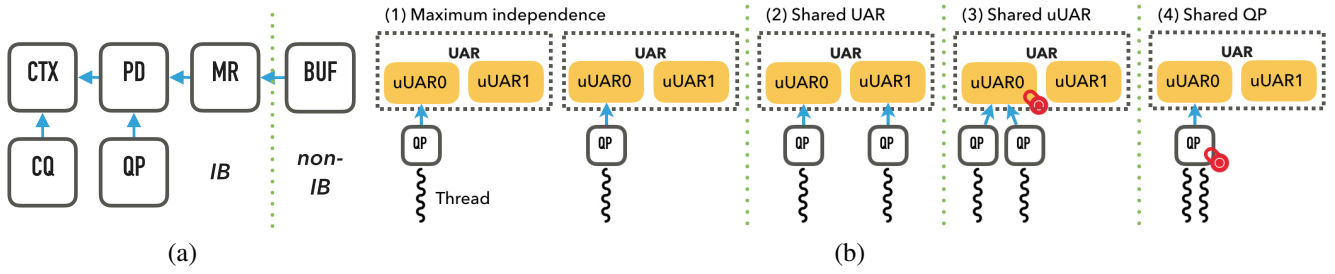 CTX
PD
MR
BUF
CQ
QP
IB
non-
IB
(a)
(1) Maximum independence
UAR
uUAR0
uUAR1
QP
Thread
UAR
uUAR0
uUAR1
QP
(2) Shared UAR
UAR
uUAR0
uUAR1
QP
QP
(3) Shared uUAR
UAR
uUAR0
uUAR1
QP
QP
(4) Shared QP
UAR
uUAR0
uUAR1
QP
(b)